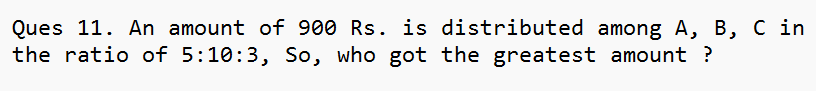 Ques 11. An amount of 900 Rs. is distributed among A, B, C in
the ratio of 5:10:3, So, who got the greatest amount ?